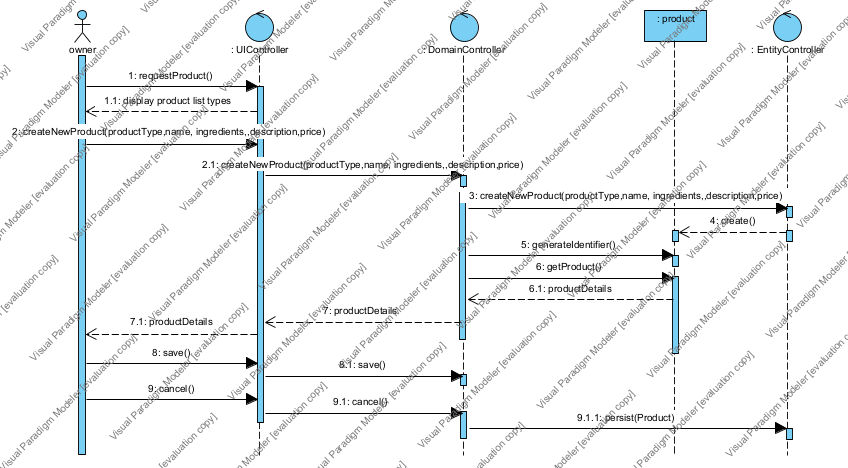 owner
: UIController
: DomainController
: product
: EntityController
1: requestProduct()
1.1: display product list types
2: createNewProduct(productType,name, ingredients,,description,price)
2.1: createNewProduct(productType,name, ingredients,,description,price)
3: createNewProduct(productType,name, ingredients,,description,price)
4: create()
5: generateIdentifier()
6: getProduct()
6.1: productDetails
7: productDetails
7.1: productDetails
8: save()
8.1: save()
9: cancel()
9.1: cancel()
9.1.1: persist(Product)
Visual Paradigm Modeler [evaluation copy]